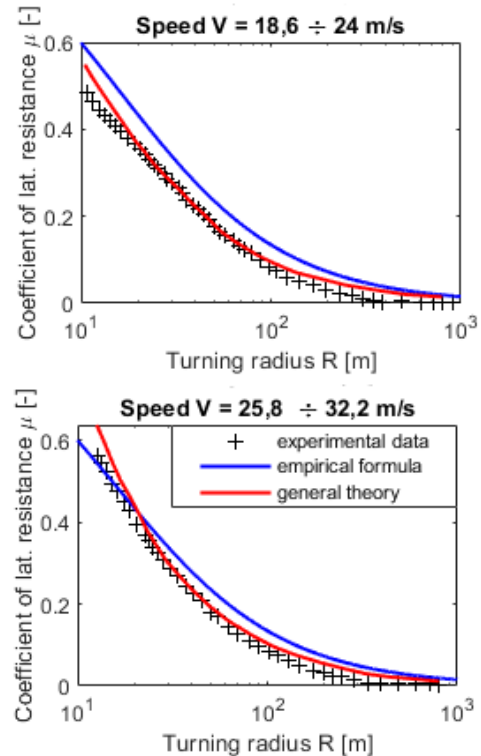 Speed V = 18,6 ÷ 24 m/s
Coefficient of lat. resistance μ [-]
0.6
0.4
0.2
0
10^1
10^2
10^3
Turning radius R [m]
Speed V = 25,8 ÷ 32,2 m/s
Coefficient of lat. resistance μ [-]
0.6
0.4
0.2
0
experimental data
empirical formula
general theory
10^1
10^2
10^3
Turning radius R [m]